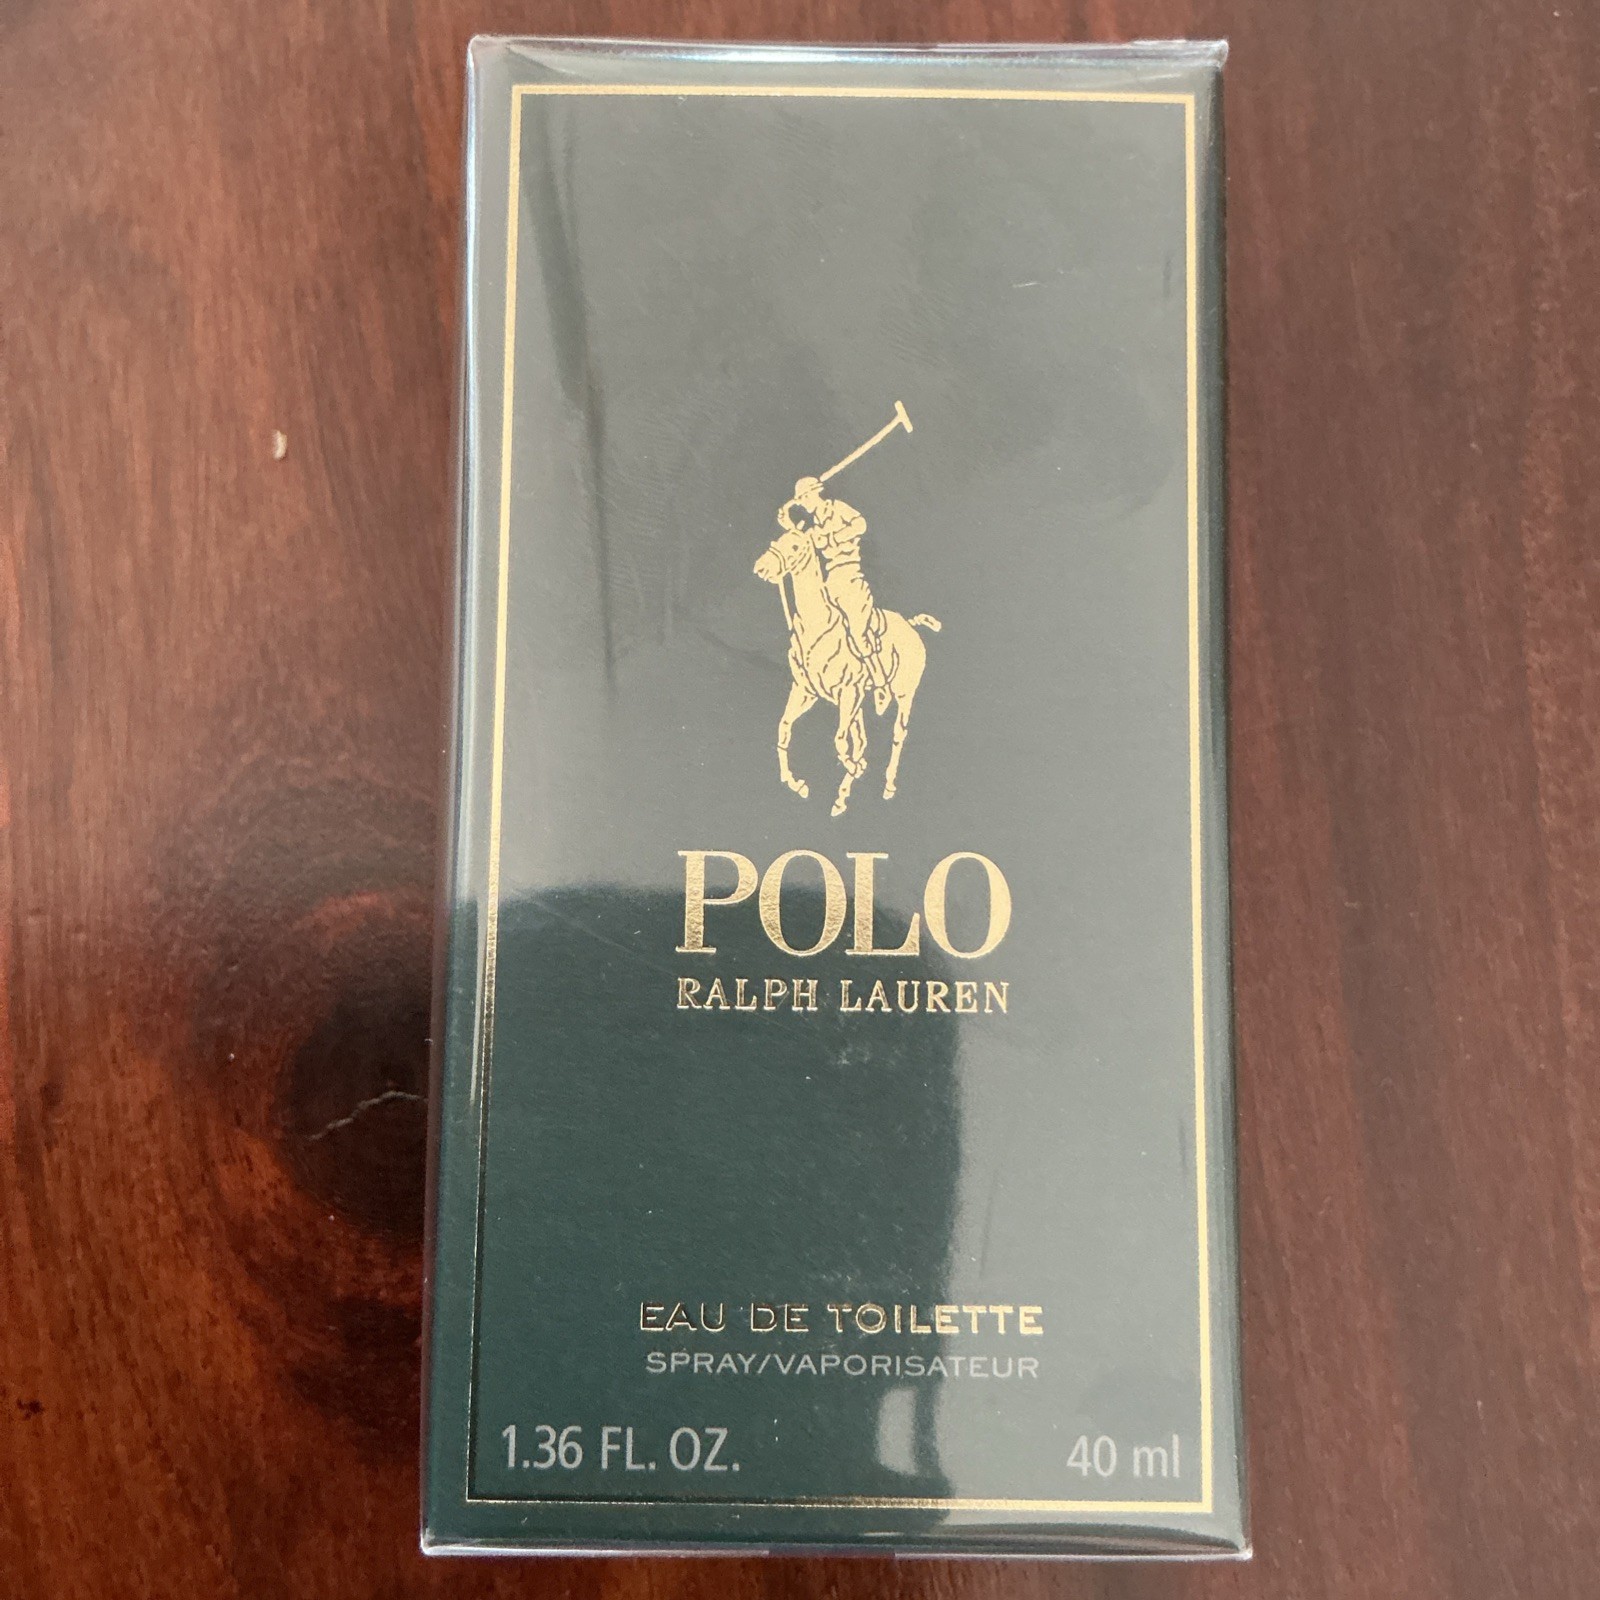 POLO
RALPH LAUREN
EAU DE TOILETTE
SPRAY/VAPORISATEUR
1.36 FL. OZ. 40 ml